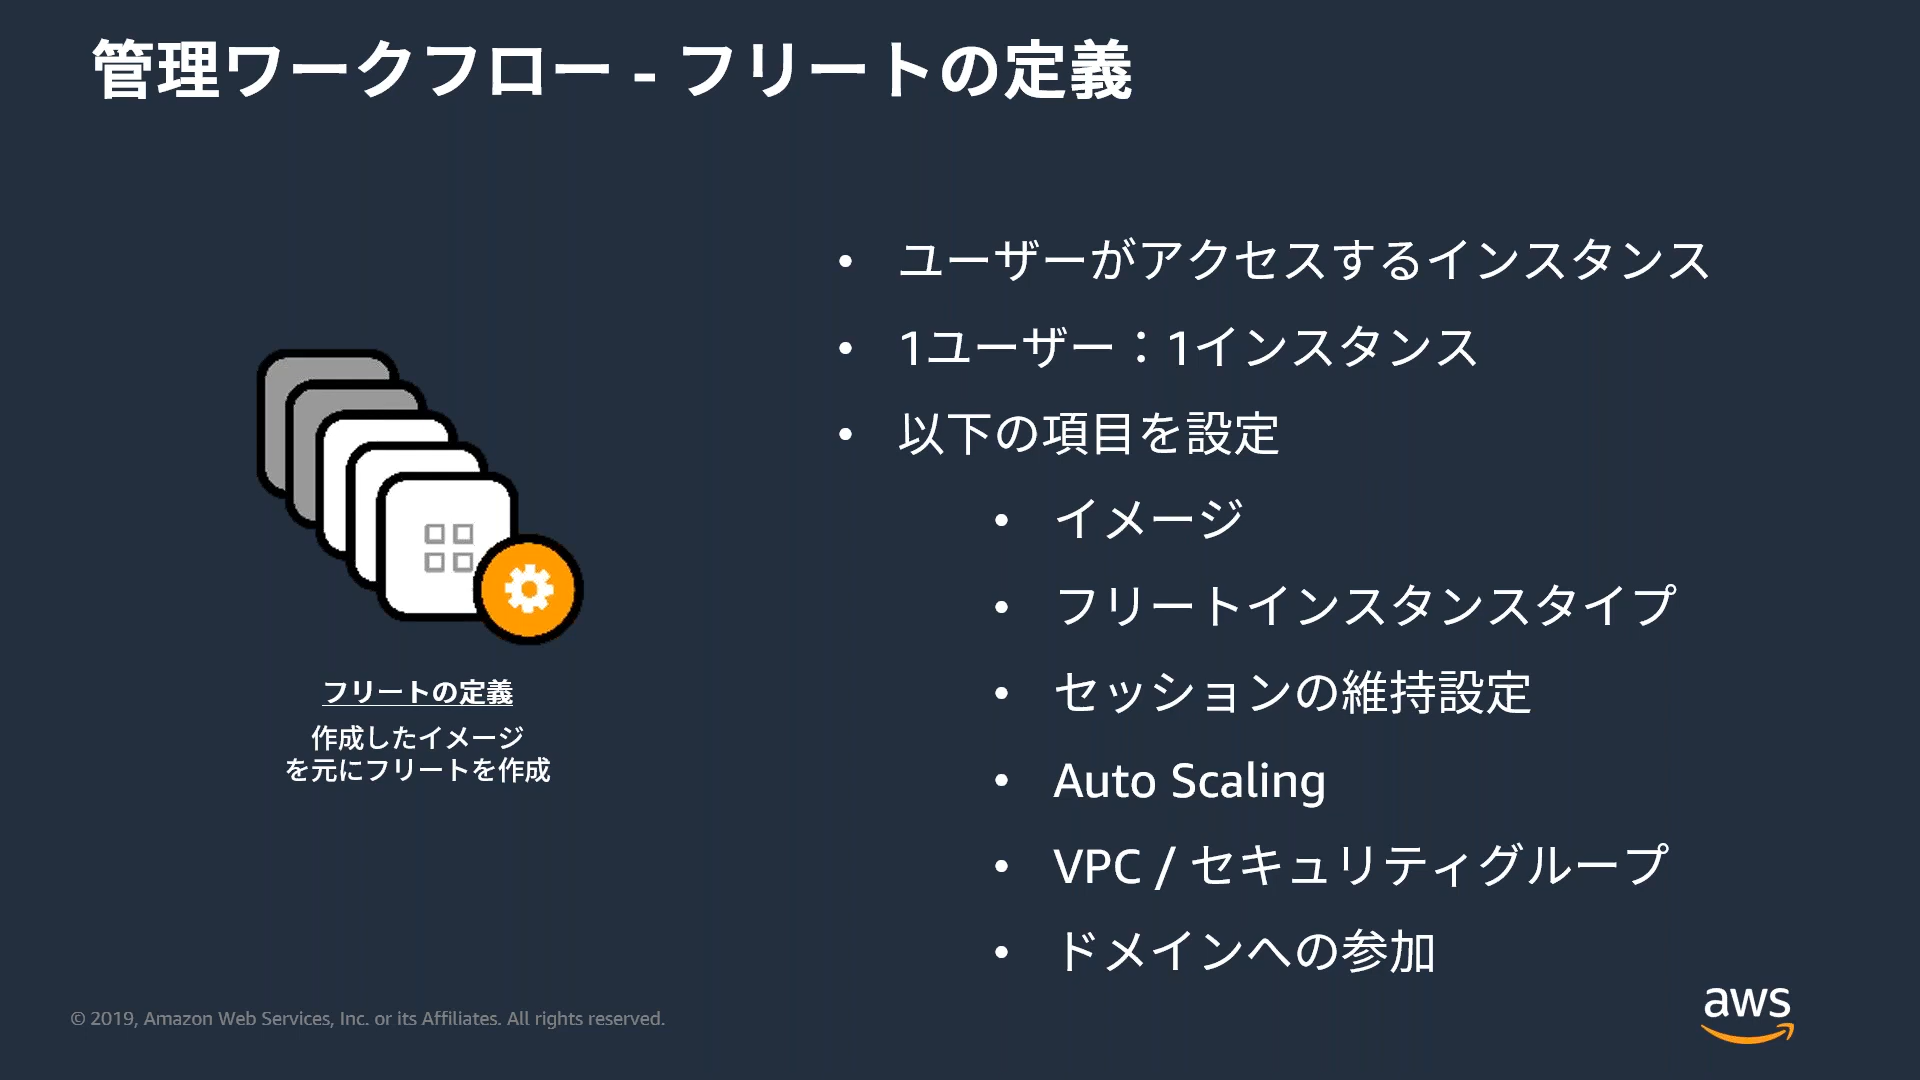 管理ワークフロー - フリートの定義
フリートの定義
作成したイメージ
を元にフリートを作成
• ユーザーがアクセスするインスタンス
• 1ユーザー：1インスタンス
• 以下の項目を設定
• イメージ
• フリートインスタンスタイプ
• セッションの維持設定
• Auto Scaling
• VPC / セキュリティグループ
• ドメインへの参加
© 2019, Amazon Web Services, Inc. or its Affiliates. All rights reserved.
aws